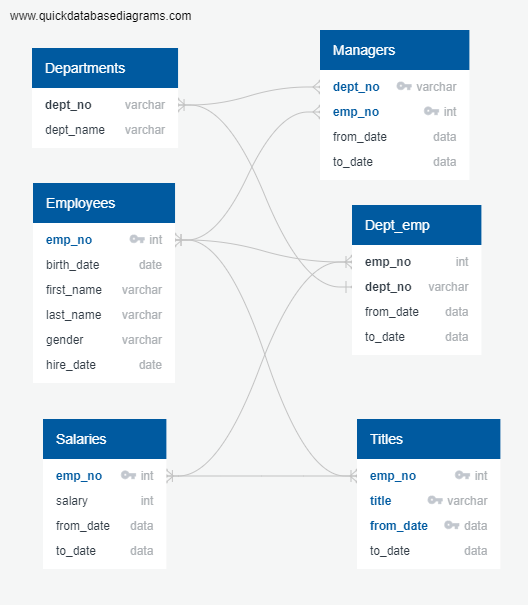 www.quickdatabasediagrams.com
Departments
dept_no varchar
dept_name varchar
Managers
dept_no varchar
emp_no int
from_date data
to_date data
Employees
emp_no int
birth_date date
first_name varchar
last_name varchar
gender varchar
hire_date date
Dept_emp
emp_no int
dept_no varchar
from_date data
to_date data
Salaries
emp_no int
salary int
from_date data
to_date data
Titles
emp_no int
title varchar
from_date data
to_date data